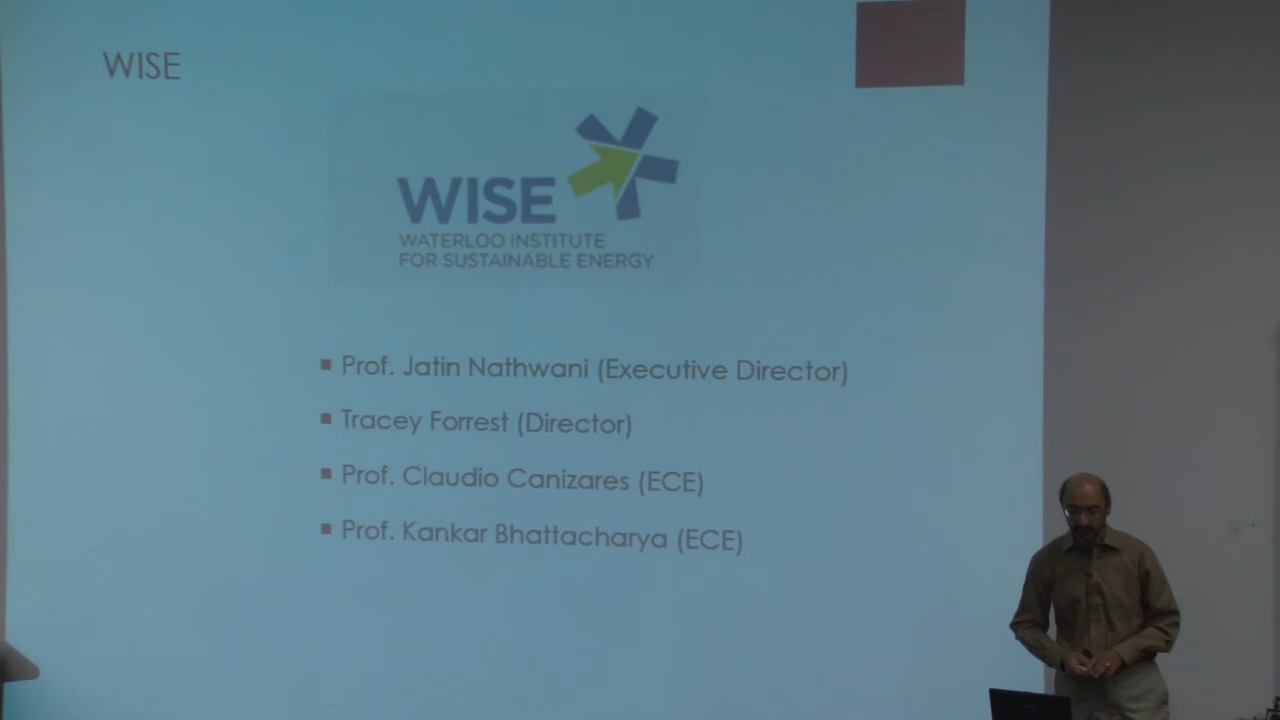 WISE
WISE
WATERLOO INSTITUTE
FOR SUSTAINABLE ENERGY
Prof. Jatin Nathwani (Executive Director)
Tracey Forrest (Director)
Prof. Claudio Canizares (ECE)
Prof. Kankar Bhattacharya (ECE)